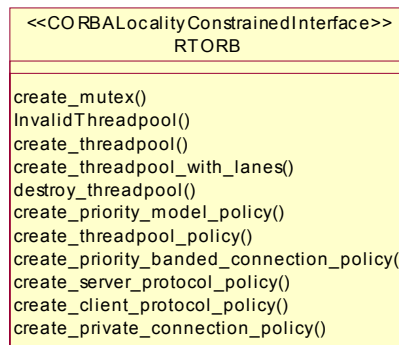 <<CORBALocalityConstrainedInterface>>
RTORB
create_mutex()
InvalidThreadpool()
create_threadpool()
create_threadpool_with_lanes()
destroy_threadpool()
create_priority_model_policy()
create_threadpool_policy()
create_priority_banded_connection_policy(
create_server_protocol_policy()
create_client_protocol_policy()
create_private_connection_policy()